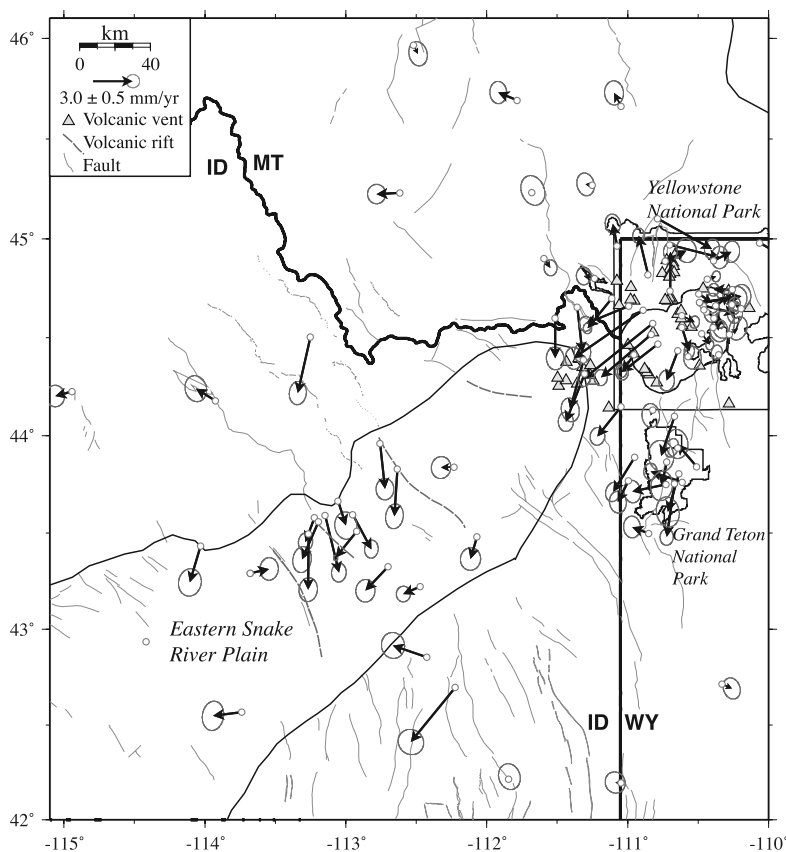 46°
km
0 40
3.0 ± 0.5 mm/yr
Volcanic vent
Volcanic rift
Fault
ID MT
Yellowstone
National Park
45°
44°
Grand Teton
National
Park
43°
Eastern Snake
River Plain
ID WY
42°
-115° -114° -113° -112° -111° -110°